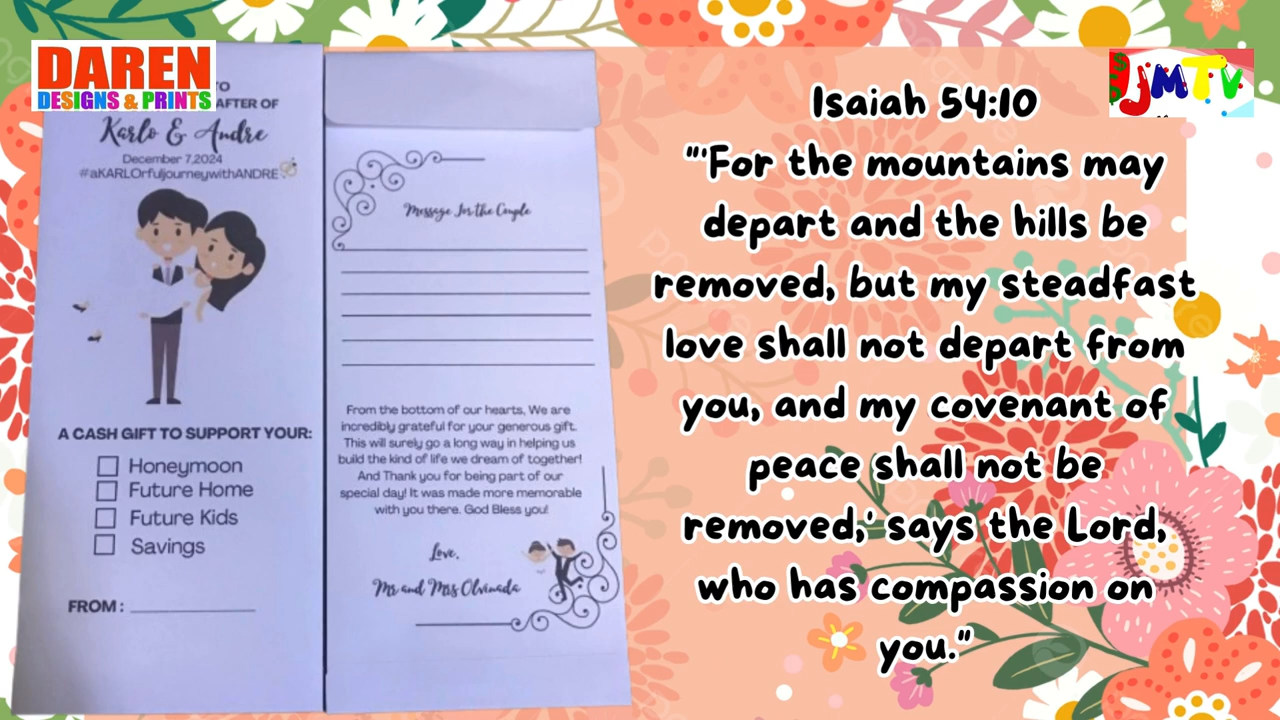 DAREN
DESIGNS & PRINTS
TO
AFTER OF
Karlo & Andre
December 7,2024
#aKARLOrfuljourneywithANDRE
A CASH GIFT TO SUPPORT YOUR:
Honeymoon
Future Home
Future Kids
Savings
FROM :
Message for the Couple
From the bottom of our hearts, We are
incredibly grateful for your generous gift.
This will surely go a long way in helping us
build the kind of life we dream of together!
And Thank you for being part of our
special day! It was made more memorable
with you there. God Bless you!
Love,
Mr and Mrs Olvinada
JMTV
Isaiah 54:10
"'For the mountains may
depart and the hills be
removed, but my steadfast
love shall not depart from
you, and my covenant of
peace shall not be
removed,' says the Lord,
who has compassion on
you."